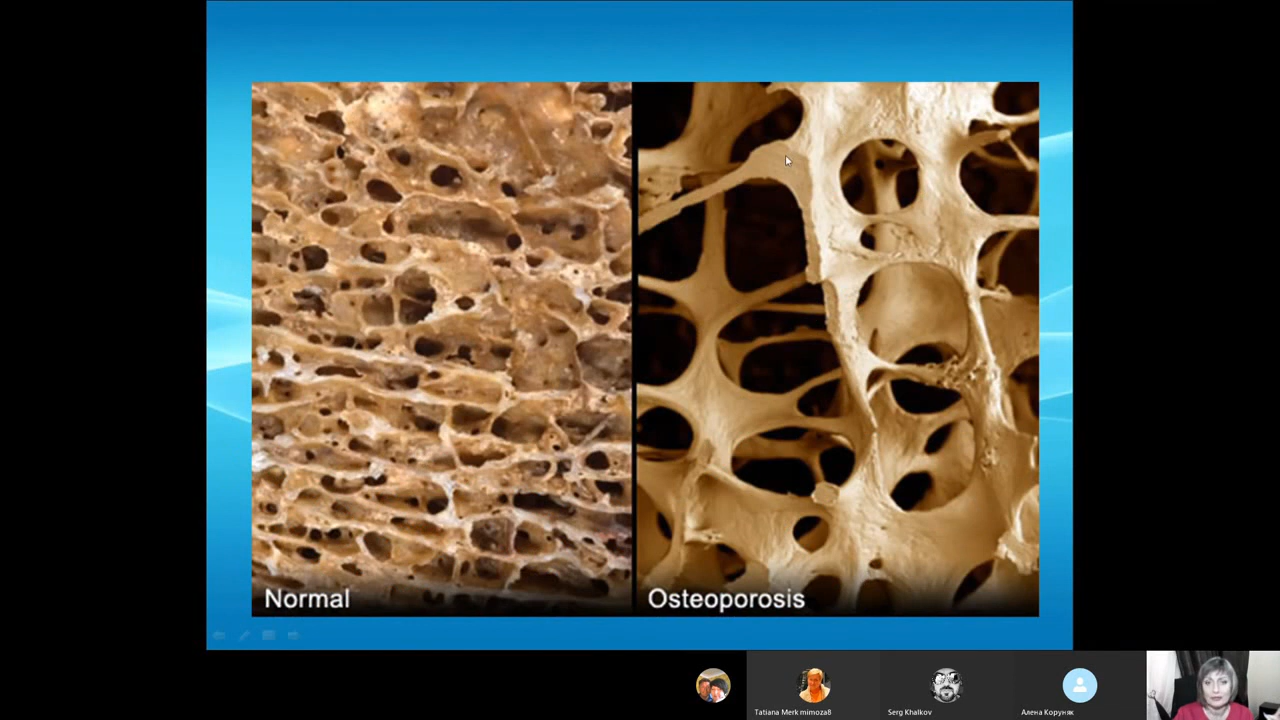 Normal
Osteoporosis
Tatiana Merk mimoza8
Serg Khalkov
Алена Коруняк